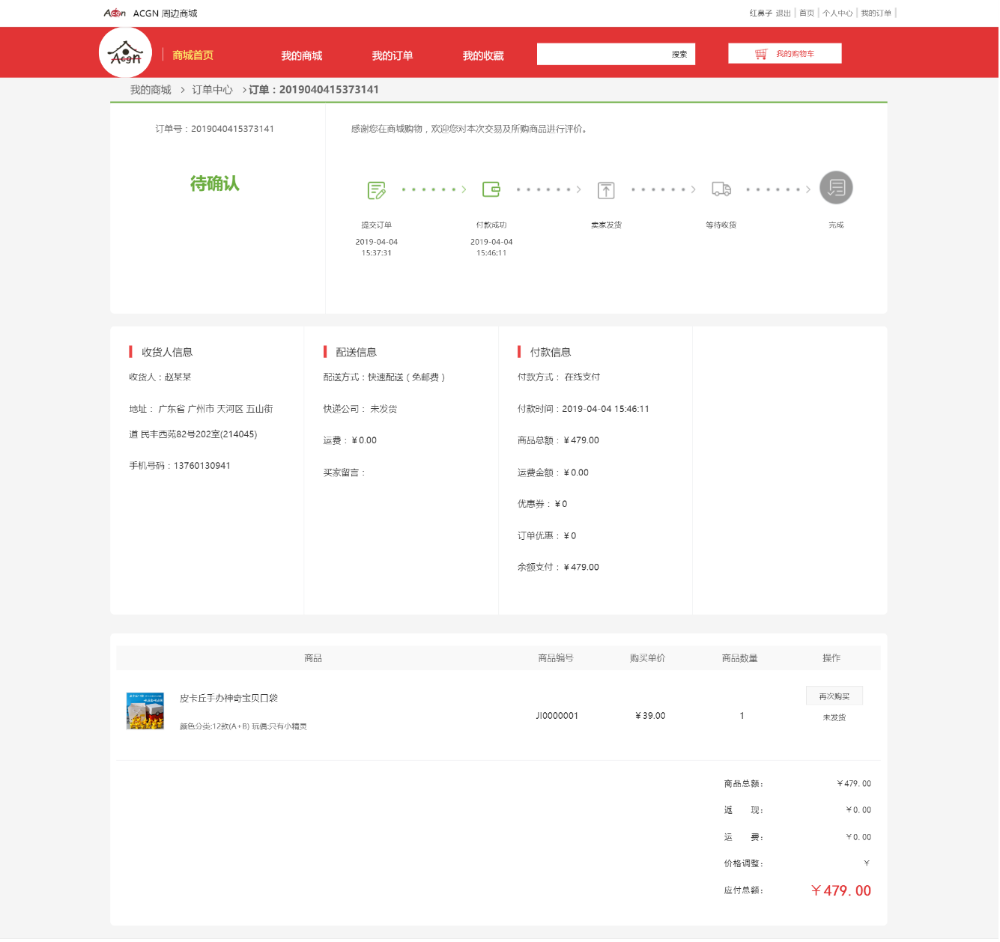 Acgn ACGN 周边商城
红鼻子 退出 首页 个人中心 我的订单
Acgn 商城首页 我的商城 我的订单 我的收藏 搜索 我的购物车
我的商城 > 订单中心 > 订单：2019040415373141
订单号：2019040415373141
感谢您在商城购物，欢迎您对本次交易及所购商品进行评价。
待确认
提交订单 付款成功 卖家发货 等待收货 完成
2019-04-04 2019-04-04
15:37:31 15:46:11
收货人信息
收货人：赵某某
地址： 广东省 广州市 天河区 五山街
道 民丰西苑82号202室(214045)
手机号码：13760130941
配送信息
配送方式：快速配送（免邮费）
快递公司： 未发货
运费：￥0.00
买家留言：
付款信息
付款方式： 在线支付
付款时间：2019-04-04 15:46:11
商品总额：￥479.00
运费金额：￥0.00
优惠券：￥0
订单优惠：￥0
余额支付：￥479.00
商品 商品编号 购买单价 商品数量 操作
皮卡丘手办神奇宝贝口袋
颜色分类:12款(A+B) 玩偶:只有小精灵
JI0000001 ￥39.00 1
再次购买
未发货
商品总额： ￥479.00
返 现： ￥0.00
运 费： ￥0.00
价格调整： ￥
应付总额： ￥479.00